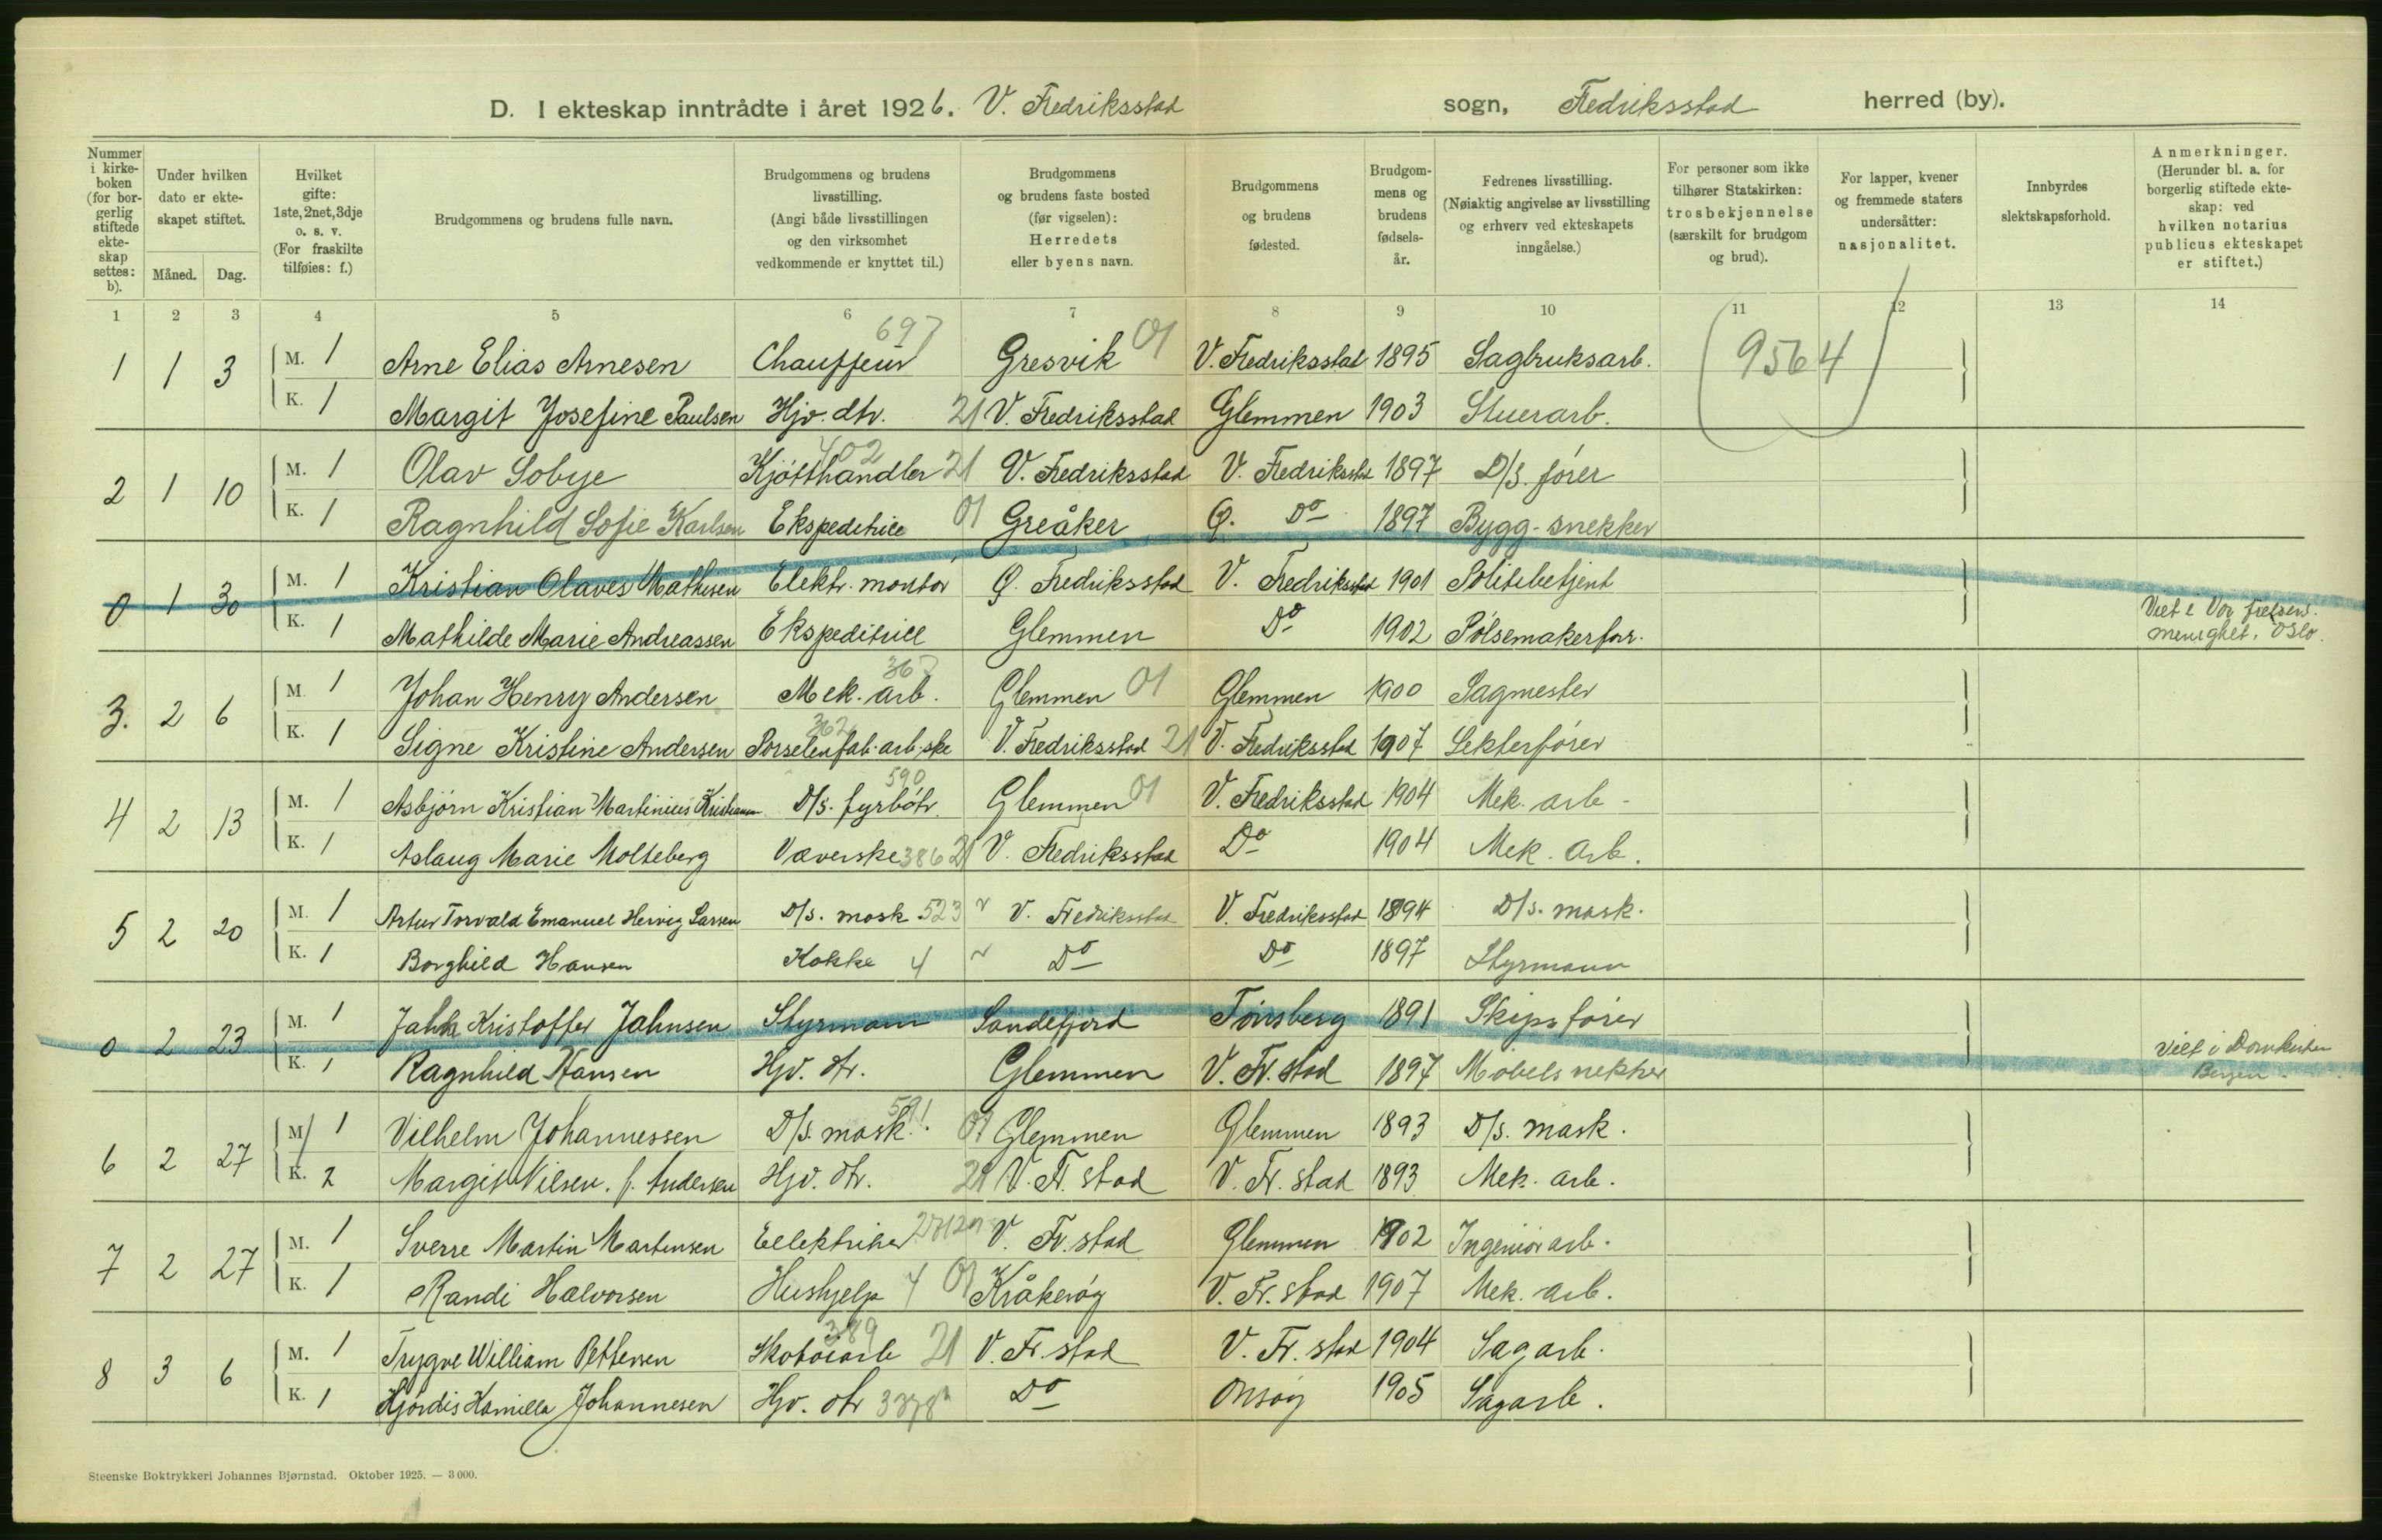 D. I ekteskap inntrådte i året 1926. V. Fredriksstad sogn, Fredriksstad herred (by).
Nummer i kirkeboken (for borgerlig stiftede ekteskap settes: b).
Under hvilken dato er ekteskapet stiftet.
Måned. Dag.
Hvilket gifte: 1ste, 2net, 3dje o. s. v. (For fraskilte tilføies: f.)
Brudgommens og brudens fulle navn.
Brudgommens og brudens livsstilling. (Angi både livsstillingen og den virksomhet vedkommende er knyttet til.)
Brudgommens og brudens faste bosted (før vigselen): Herredets eller byens navn.
Brudgommens og brudens fødested.
Brudgommens og brudens fødselsår.
Fedrenes livsstilling. (Nøiaktig angivelse av livsstilling og erhverv ved ekteskapets inngåelse.)
For personer som ikke tilhører Statskirken: trosbekjennelse (særskilt for brudgom og brud).
For lapper, kvener og fremmede staters undersåtter: nasjonalitet.
Innbyrdes slektskapsforhold.
Anmerkninger. (Herunder bl. a. for borgerlig stiftede ekteskap: ved hvilken notarius publicus ekteskapet er stiftet.)
1 2 3 4 5 6 7 8 9 10 11 12 13 14
1 1 3 M. 1 Arne Elias Arnesen Chauffeur 697 Gresvik 01 V. Fredriksstad 1895 Sagbruksarb. (9564)
K. 1 Margit Josefine Paulsen Hjv. dtr. 21 V. Fredriksstad Glemmen 1903 Stuerarb.
2 1 10 M. 1 Olav Sobye Kjøtthandler 402 21 V. Fredriksstad V. Fredriksstad 1897 D/s. fører
K. 1 Ragnhild Sofie Karlsen Ekspeditrice 01 Greåker Ø. Do 1897 Bygg-snekker
0 1 30 M. 1 Kristian Olaves Mathisen Elektr. montør Ø. Fredriksstad V. Fredriksstad 1901 Politibetjent
K. 1 Mathilde Marie Andreassen Ekspeditrice Glemmen Do 1902 Pølsemakerforr. Viet i Vor frelsers menighet, Oslo.
3. 2 6 M. 1 Johan Henry Andersen Mek. arb. 367 Glemmen 01 Glemmen 1900 Sagmester
K. 1 Signe Kristine Andersen Porselenfab. arb.ske 362 V. Fredriksstad 21 V. Fredriksstad 1907 Lekterfører
4 2 13 M. 1 Asbjørn Kristian Martinius Kristiansen D/s. fyrbøtr. 590 Glemmen 01 V. Fredriksstad 1904 Mek. arb.
K. 1 Aslaug Marie Molteberg Væverske 386 21 V. Fredriksstad Do 1904 Mek. arb.
5 2 20 M. 1 Artur Torvald Emanuel Hervig Larsen D/s. mask 523 V. Fredriksstad V. Fredriksstad 1894 D/s. mask.
K. 1 Borghild Hansen Kokke 4 Do Do 1897 Styrmann
0 2 23 M. 1 Jahn Kristoffer Jahnsen Styrmann Sandefjord Tønsberg 1891 Skipsfører
K. 1 Ragnhild Hansen Hjv. dtr. Glemmen V. Fr. stad 1897 Møbelsnekker Viet i Domkirken Bergen.
6 2 27 M. 1 Vilhelm Johannessen D/s. mask. 591 01 Glemmen Glemmen 1893 D/s. mask.
K. 2 Margit Nilsen. f. Andersen Hjv. dtr. 21 V. Fr. stad V. Fr. stad 1893 Mek. arb.
7 2 27 M. 1 Sverre Martin Martinsen Eelektriker V. Fr. stad Glemmen 1902 Ingeniørarb.
K. 1 Randi Halvorsen Hushjelp 4 01 Kråkerøy V. Fr. stad 1907 Mek. arb.
8 3 6 M. 1 Trygve William Pettersen Skotøiarb 389 21 V. Fr. stad V. Fr. stad 1904 Sagarb.
K. 1 Hjørdis Kamilla Johannesen Hjv. dtr Do Onsøy 1905 Sagarb.
Steenske Boktrykkeri Johannes Bjørnstad. Oktober 1925. — 3 000.